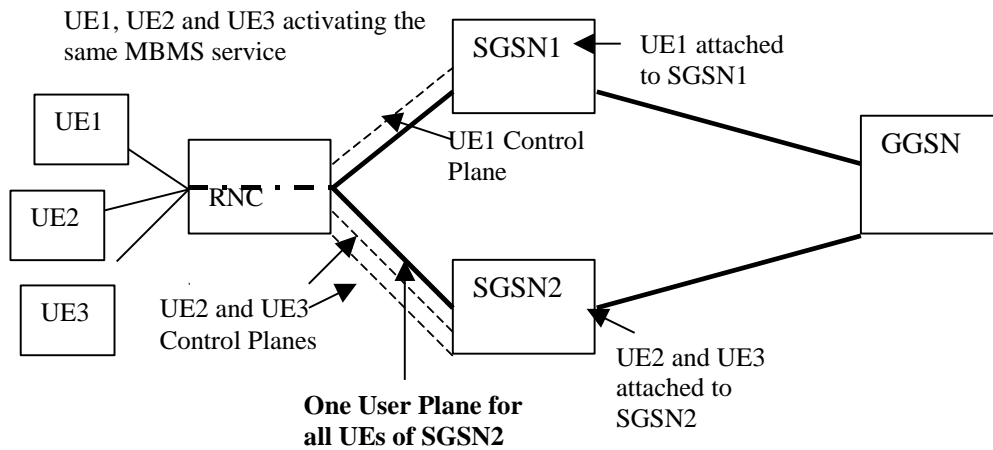 UE1, UE2 and UE3 activating the
same MBMS service
SGSN1
UE1 attached
to SGSN1
UE1
UE1 Control
Plane
GGSN
RNC
UE2
SGSN2
UE3
UE2 and UE3
Control Planes
UE2 and UE3
attached to
SGSN2
One User Plane for
all UEs of SGSN2